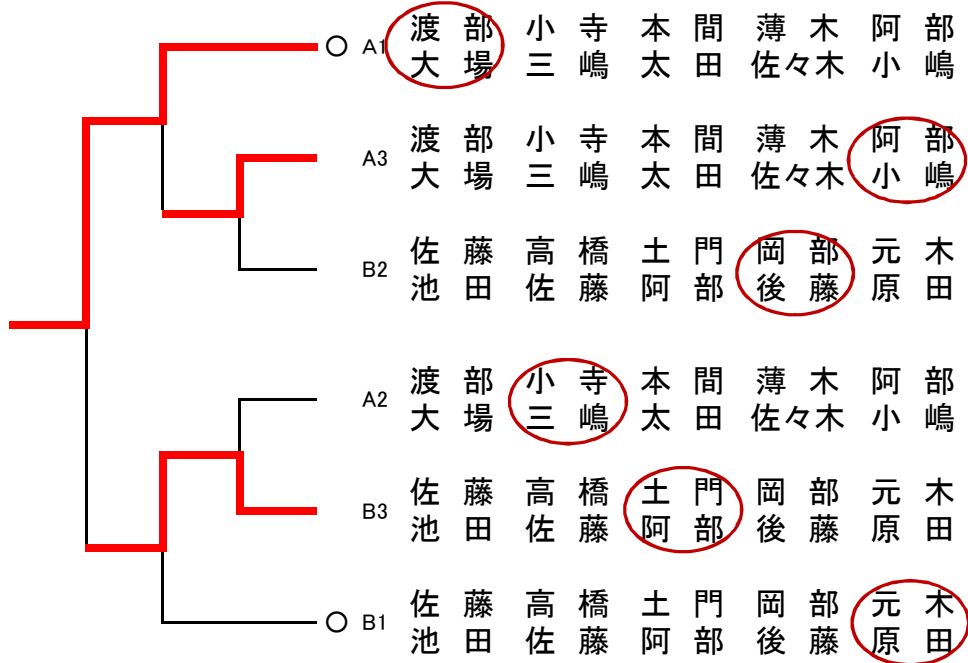 ○ A1 渡部 小寺 本間 薄木 阿部
大場 三嶋 太田 佐々木 小嶋
A3 渡部 小寺 本間 薄木 阿部
大場 三嶋 太田 佐々木 小嶋
B2 佐藤 高橋 土門 岡部 元木
池田 佐藤 阿部 後藤 原田
A2 渡部 小寺 本間 薄木 阿部
大場 三嶋 太田 佐々木 小嶋
B3 佐藤 高橋 土門 岡部 元木
池田 佐藤 阿部 後藤 原田
○ B1 佐藤 高橋 土門 岡部 元木
池田 佐藤 阿部 後藤 原田